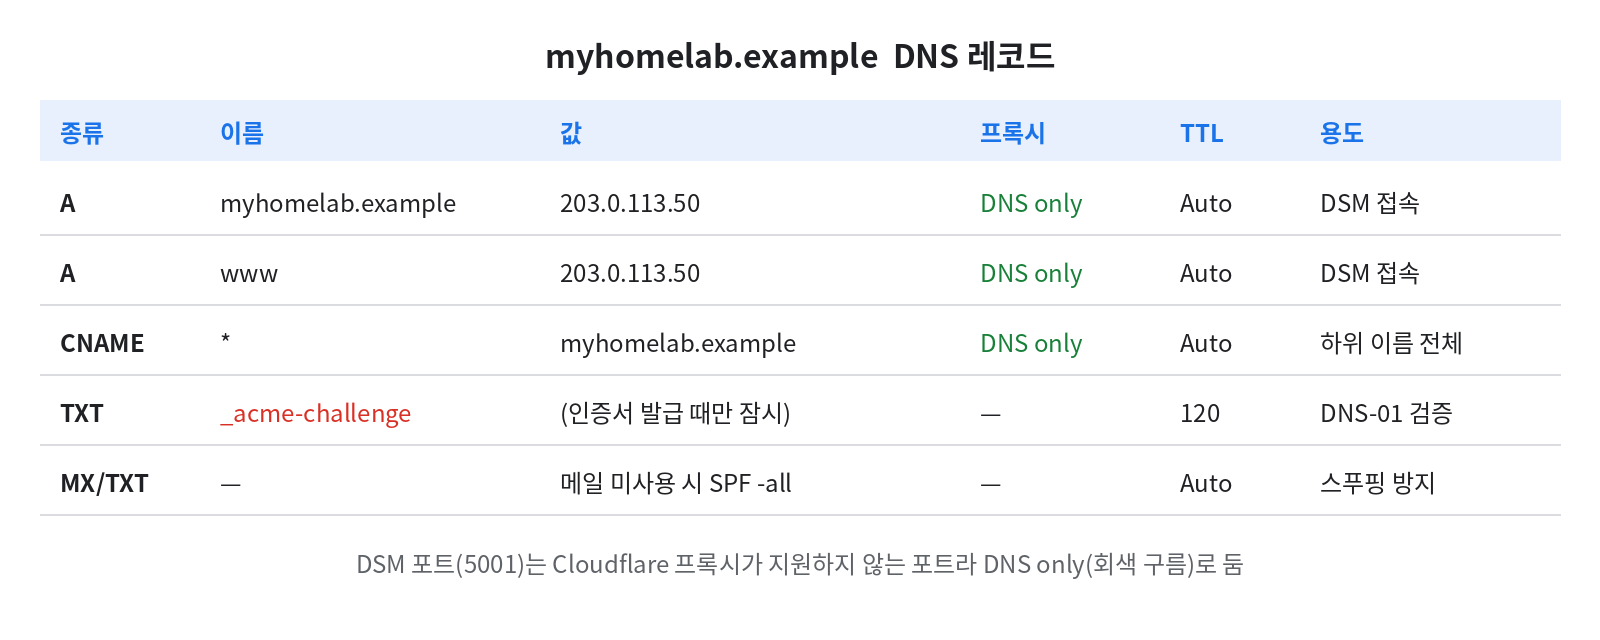 myhomelab.example DNS 레코드
종류 이름 값 프록시 TTL 용도
A myhomelab.example 203.0.113.50 DNS only Auto DSM 접속
A www 203.0.113.50 DNS only Auto DSM 접속
CNAME * myhomelab.example DNS only Auto 하위 이름 전체
TXT _acme-challenge (인증서 발급 때만 잠시) — 120 DNS-01 검증
MX/TXT — 메일 미사용 시 SPF -all — Auto 스푸핑 방지
DSM 포트(5001)는 Cloudflare 프록시가 지원하지 않는 포트라 DNS only(회색 구름)로 둠